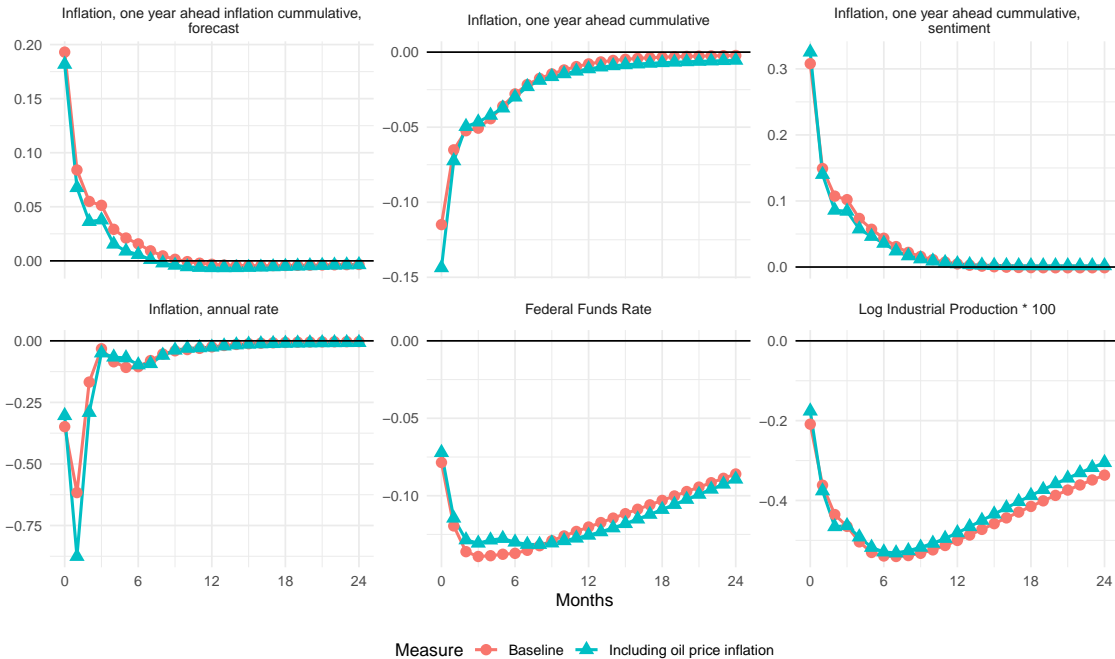 Inflation, one year ahead inflation cummulative,
forecast
Inflation, one year ahead cummulative
Inflation, one year ahead cummulative,
sentiment
0.20
0.15
0.10
0.05
0.00
0.00
−0.05
−0.10
−0.15
0.3
0.2
0.1
0.0
Inflation, annual rate
Federal Funds Rate
Log Industrial Production * 100
0.00
−0.25
−0.50
−0.75
0.00
−0.05
−0.10
0.0
−0.2
−0.4
0 6 12 18 24
0 6 12 18 24
0 6 12 18 24
Months
Measure Baseline Including oil price inflation